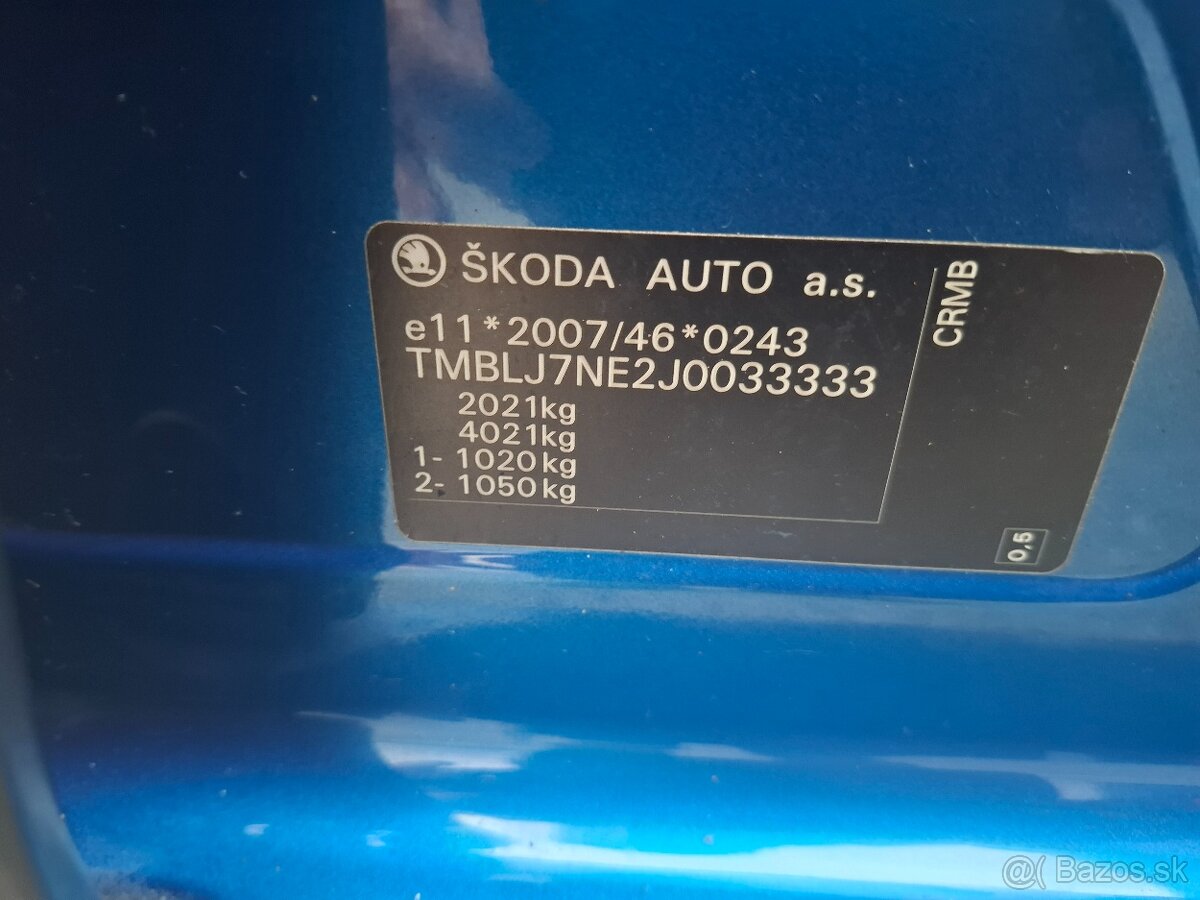 ŠKODA AUTO a.s.
e11*2007/46*0243
TMBLJ7NE2J0033333
2021kg
4021kg
1- 1020kg
2- 1050kg
CRMB
0,5
@( Bazos.sk